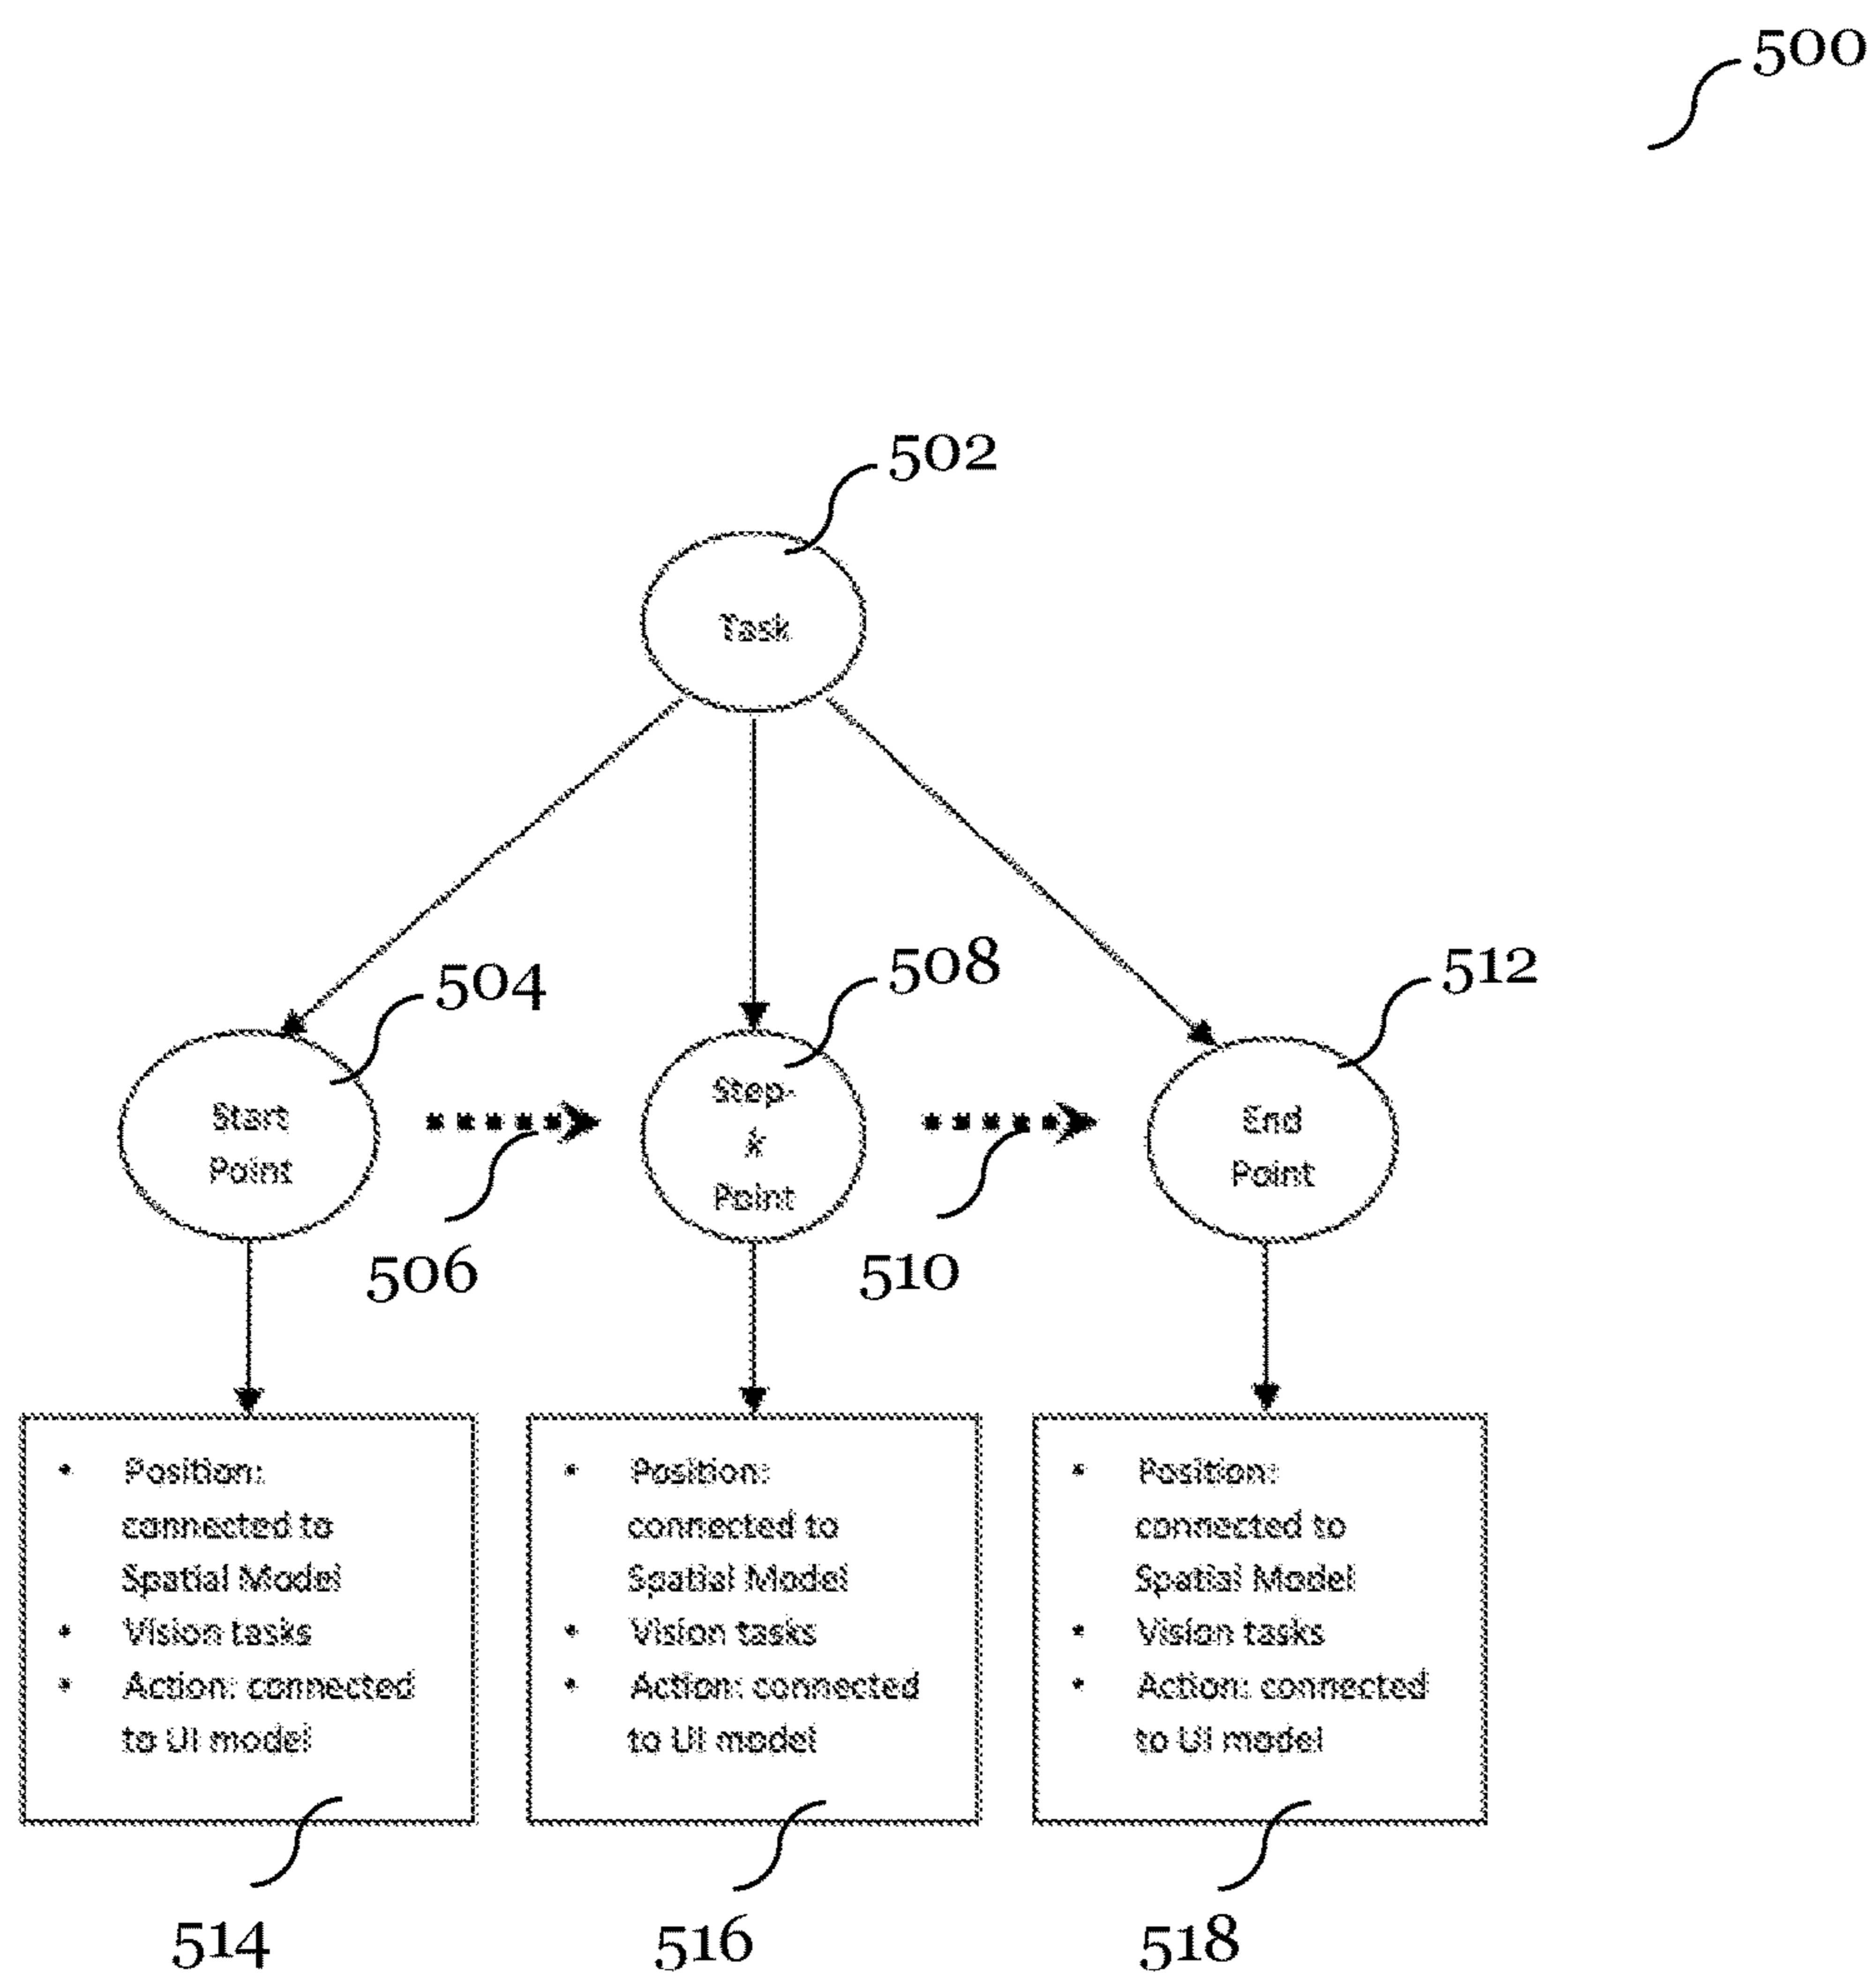 500
502
Task
504
508
512
Start
Point
Step-
k
Point
End
Point
506
510
• Position:
connected to
Spatial Model
• Vision tasks
• Action: connected
to UI model
• Position:
connected to
Spatial Model
• Vision tasks
• Action: connected
to UI model
• Position:
connected to
Spatial Model
• Vision tasks
• Action: connected
to UI model
514
516
518